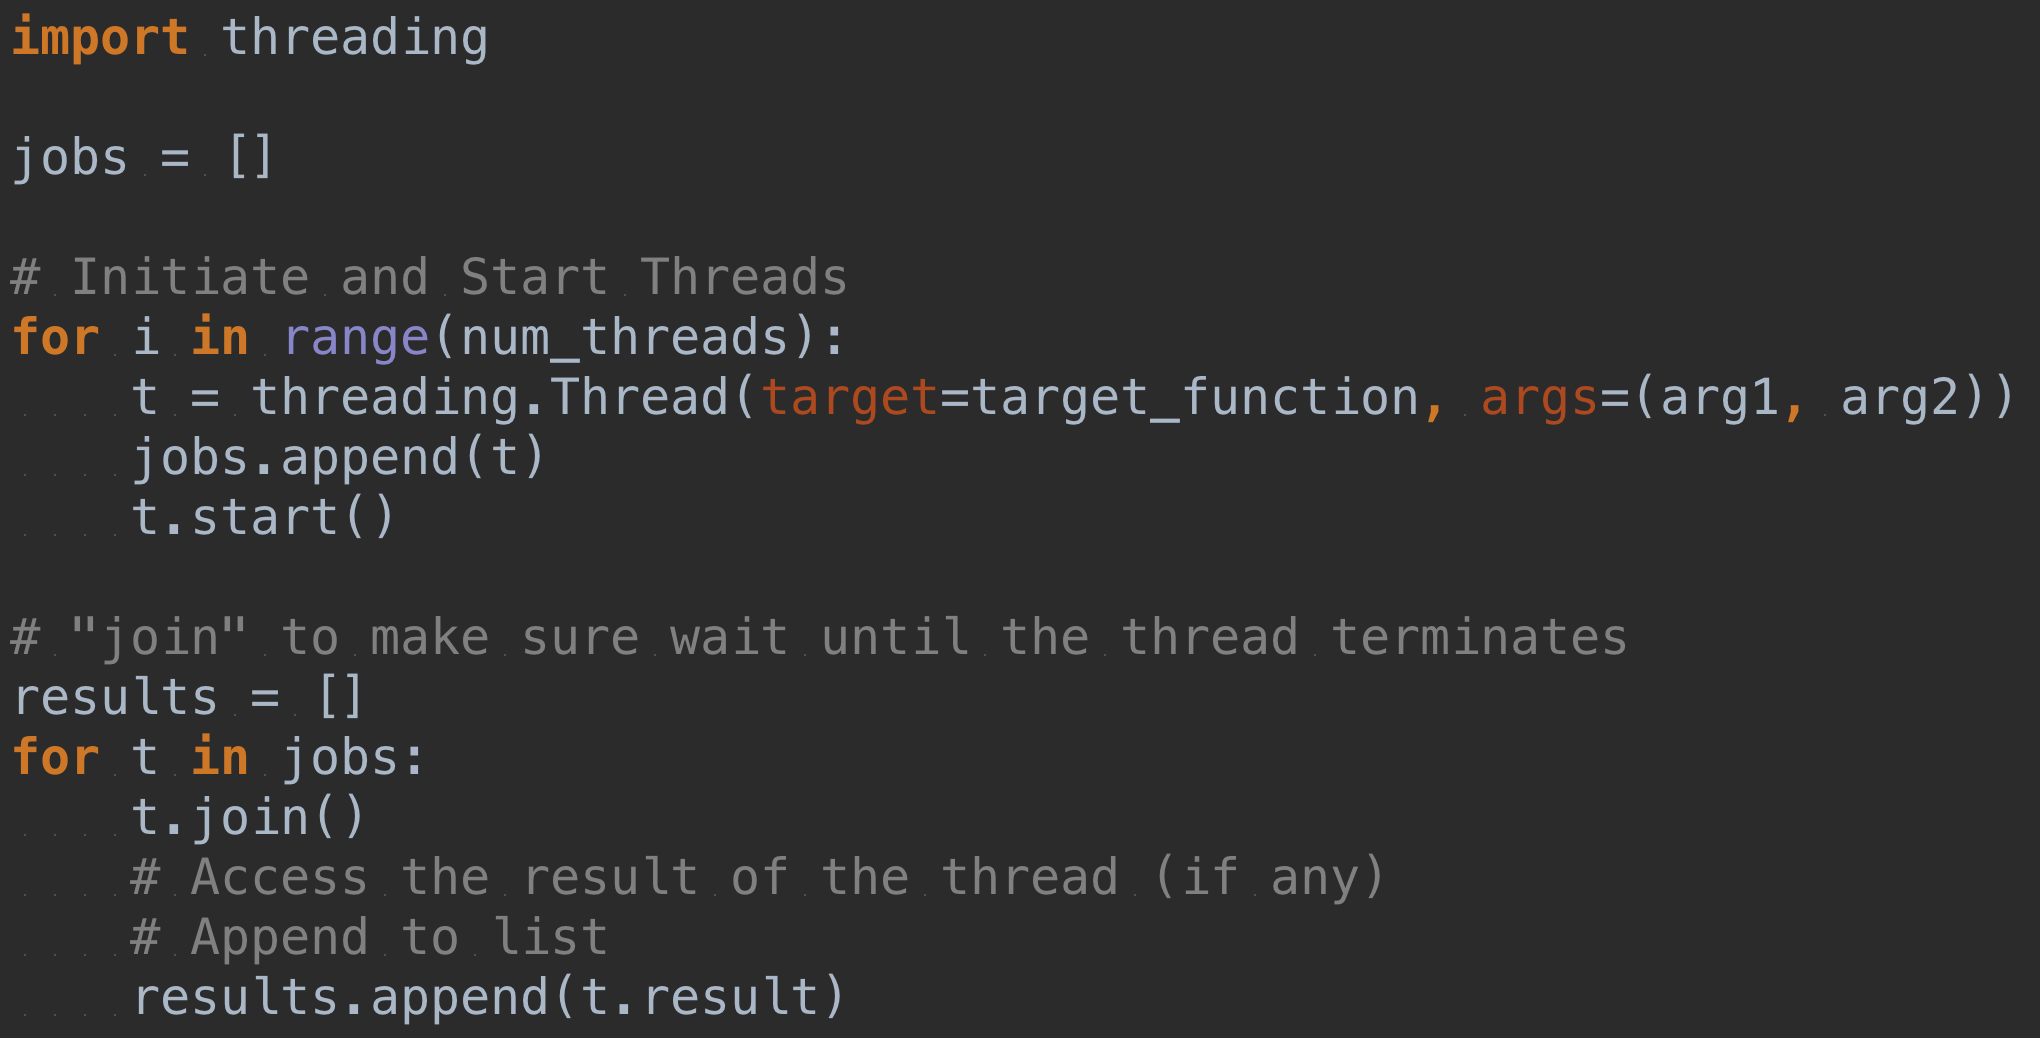 import threading
jobs = []
# Initiate and Start Threads
for i in range(num_threads):
    t = threading.Thread(target=target_function, args=(arg1, arg2))
    jobs.append(t)
    t.start()
# "join" to make sure wait until the thread terminates
results = []
for t in jobs:
    t.join()
    # Access the result of the thread (if any)
    # Append to list
    results.append(t.result)